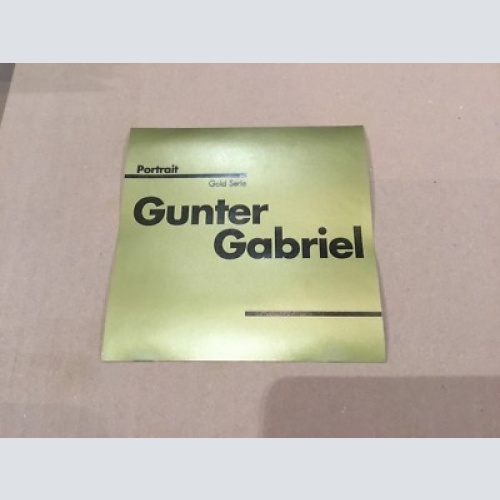 Portrait
Gold Serie
Gunter
Gabriel